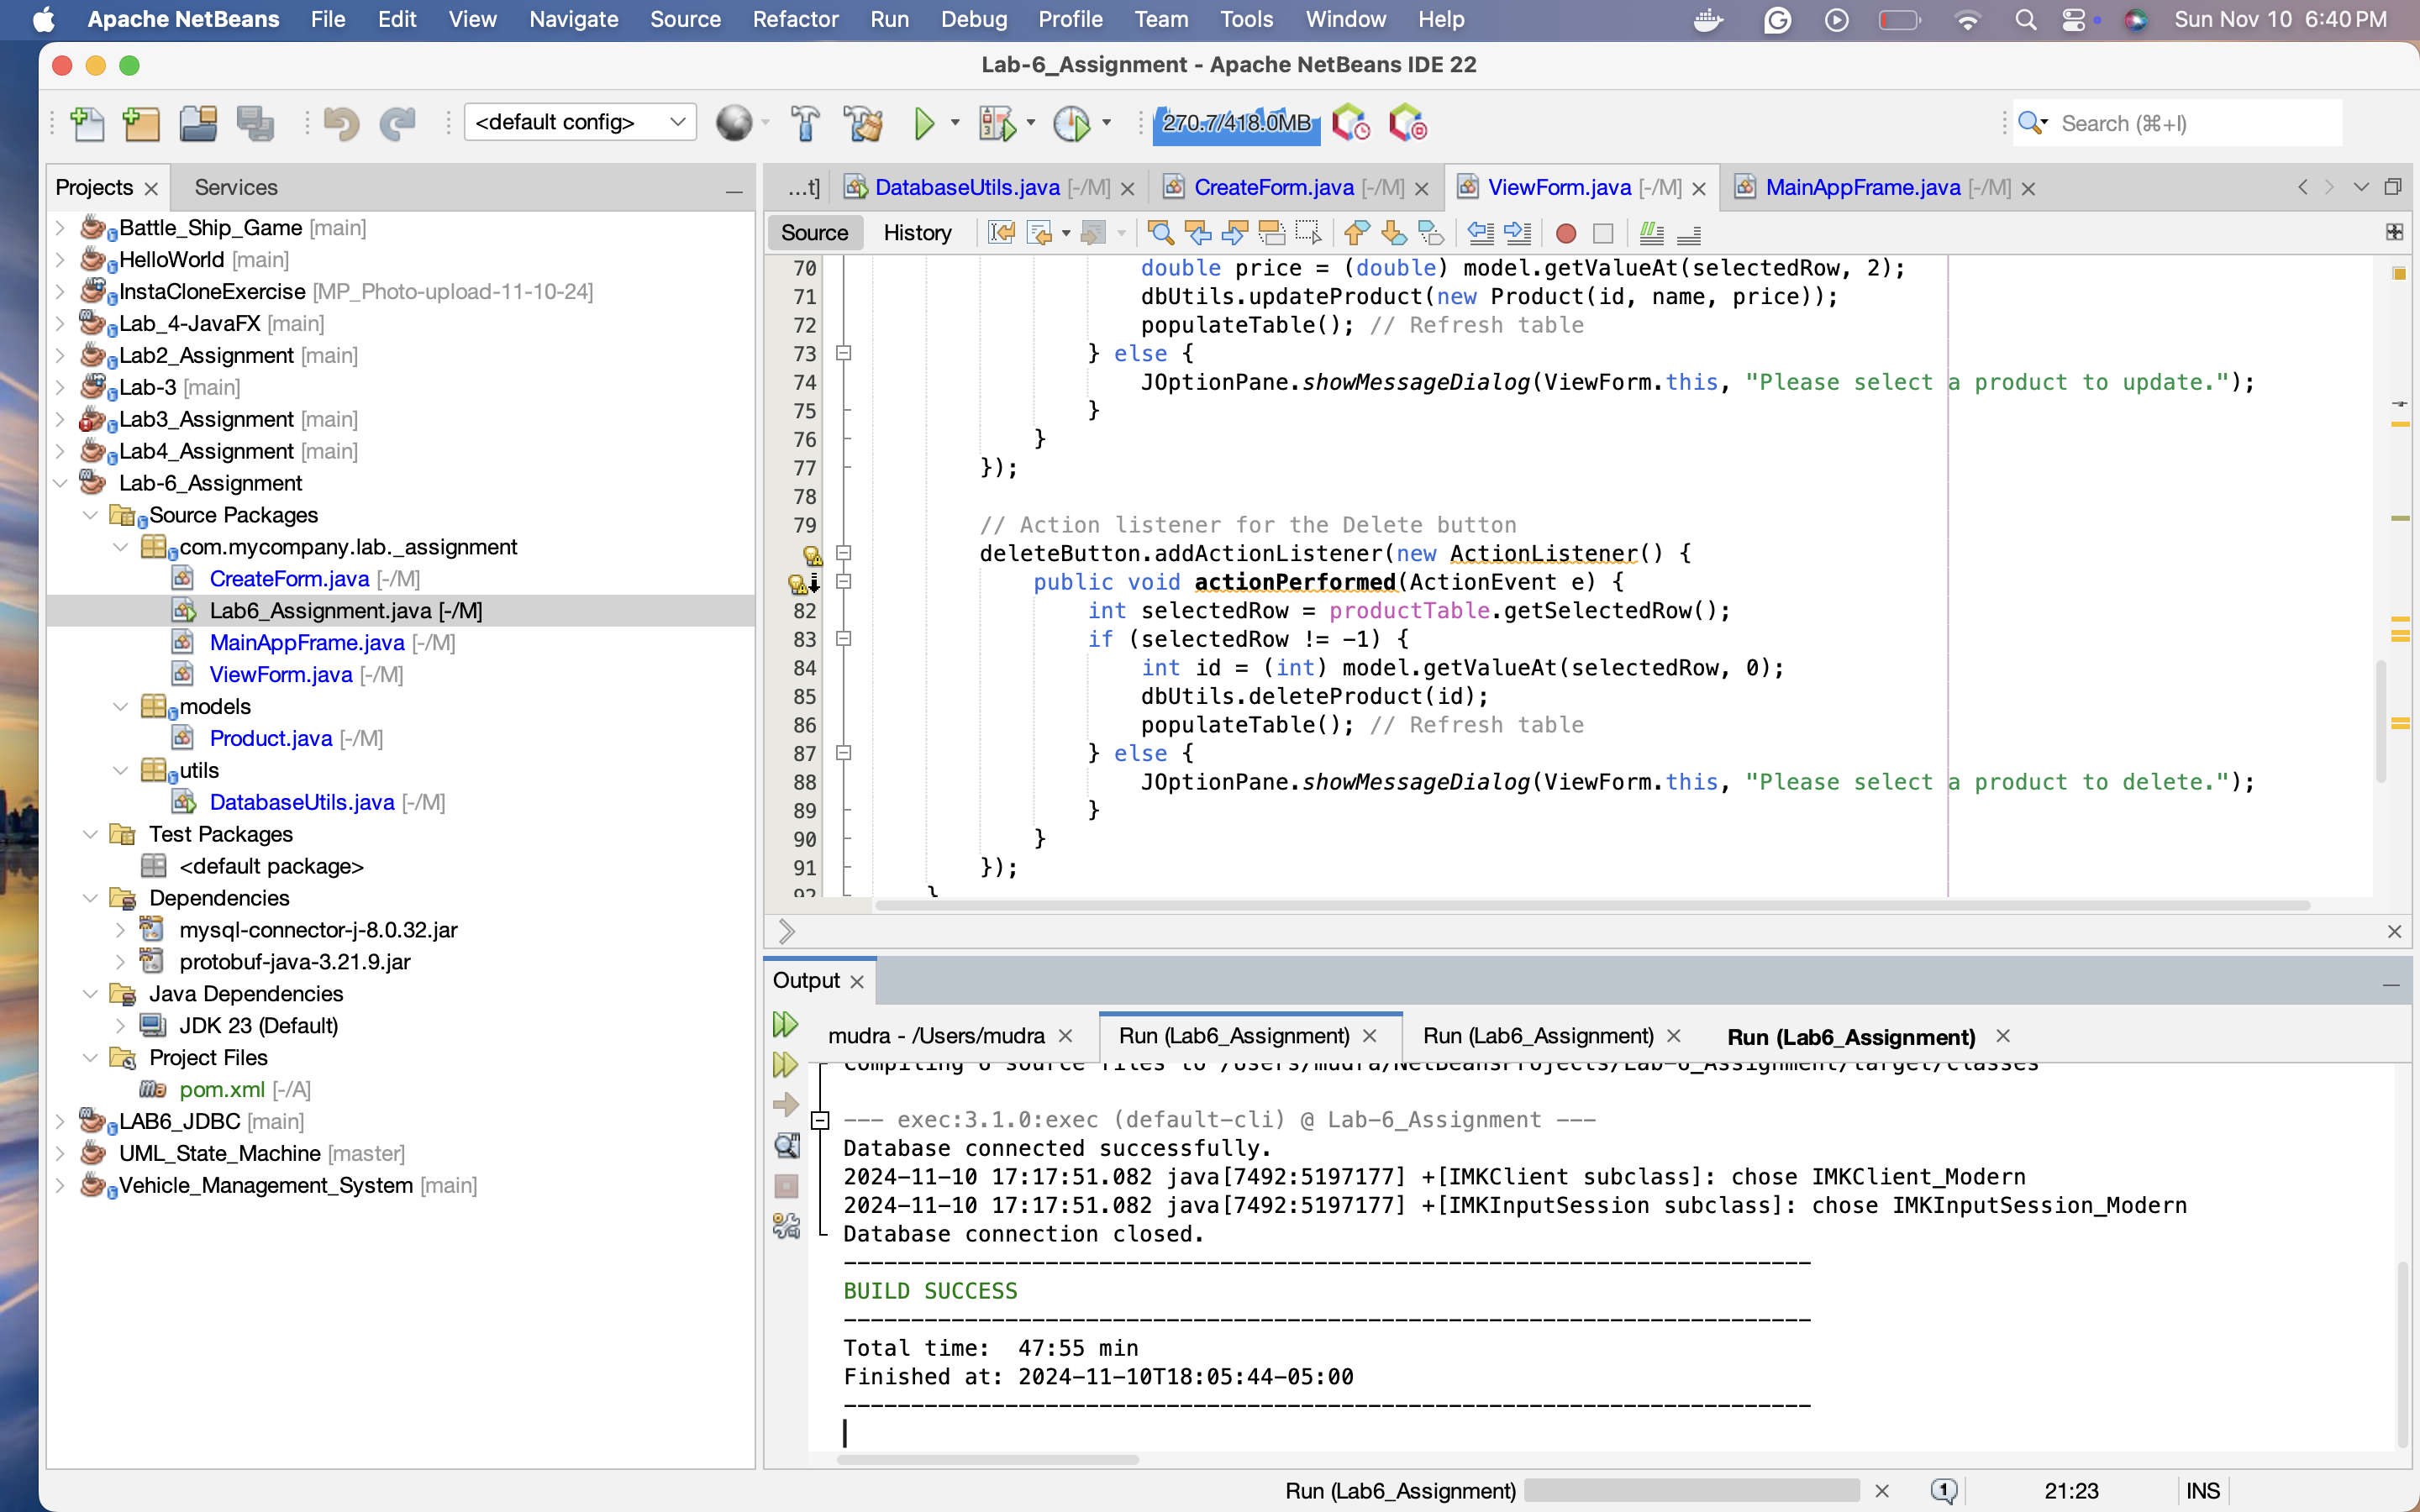 Apache NetBeans File Edit View Navigate Source Refactor Run Debug Profile Team Tools Window Help Sun Nov 10 6:40 PM
Lab-6_Assignment - Apache NetBeans IDE 22
<default config>
270.7/418.0MB
Search (⌘+I)
Projects
Services
Battle_Ship_Game [main]
HelloWorld [main]
InstaCloneExercise [MP_Photo-upload-11-10-24]
Lab_4-JavaFX [main]
Lab2_Assignment [main]
Lab-3 [main]
Lab3_Assignment [main]
Lab4_Assignment [main]
Lab-6_Assignment
Source Packages
com.mycompany.lab._assignment
CreateForm.java [-/M]
Lab6_Assignment.java [-/M]
MainAppFrame.java [-/M]
ViewForm.java [-/M]
models
Product.java [-/M]
utils
DatabaseUtils.java [-/M]
Test Packages
<default package>
Dependencies
mysql-connector-j-8.0.32.jar
protobuf-java-3.21.9.jar
Java Dependencies
JDK 23 (Default)
Project Files
pom.xml [-/A]
LAB6_JDBC [main]
UML_State_Machine [master]
Vehicle_Management_System [main]
...t] DatabaseUtils.java [-/M] CreateForm.java [-/M] ViewForm.java [-/M] MainAppFrame.java [-/M]
Source History
70 double price = (double) model.getValueAt(selectedRow, 2);
71 dbUtils.updateProduct(new Product(id, name, price));
72 populateTable(); // Refresh table
73 } else {
74 JOptionPane.showMessageDialog(ViewForm.this, "Please select a product to update.");
75 }
76 }
77 });
78
79 // Action listener for the Delete button
deleteButton.addActionListener(new ActionListener() {
public void actionPerformed(ActionEvent e) {
82 int selectedRow = productTable.getSelectedRow();
83 if (selectedRow != -1) {
84 int id = (int) model.getValueAt(selectedRow, 0);
85 dbUtils.deleteProduct(id);
86 populateTable(); // Refresh table
87 } else {
88 JOptionPane.showMessageDialog(ViewForm.this, "Please select a product to delete.");
89 }
90 }
91 });
92 }
Output
mudra - /Users/mudra Run (Lab6_Assignment) Run (Lab6_Assignment) Run (Lab6_Assignment)
Compiling 6 source files to /Users/mudra/NetBeansProjects/Lab-6_Assignment/target/classes
--- exec:3.1.0:exec (default-cli) @ Lab-6_Assignment ---
Database connected successfully.
2024-11-10 17:17:51.082 java[7492:5197177] +[IMKClient subclass]: chose IMKClient_Modern
2024-11-10 17:17:51.082 java[7492:5197177] +[IMKInputSession subclass]: chose IMKInputSession_Modern
Database connection closed.
------------------------------------------------------------------------
BUILD SUCCESS
------------------------------------------------------------------------
Total time:  47:55 min
Finished at: 2024-11-10T18:05:44-05:00
------------------------------------------------------------------------
Run (Lab6_Assignment) 1 21:23 INS